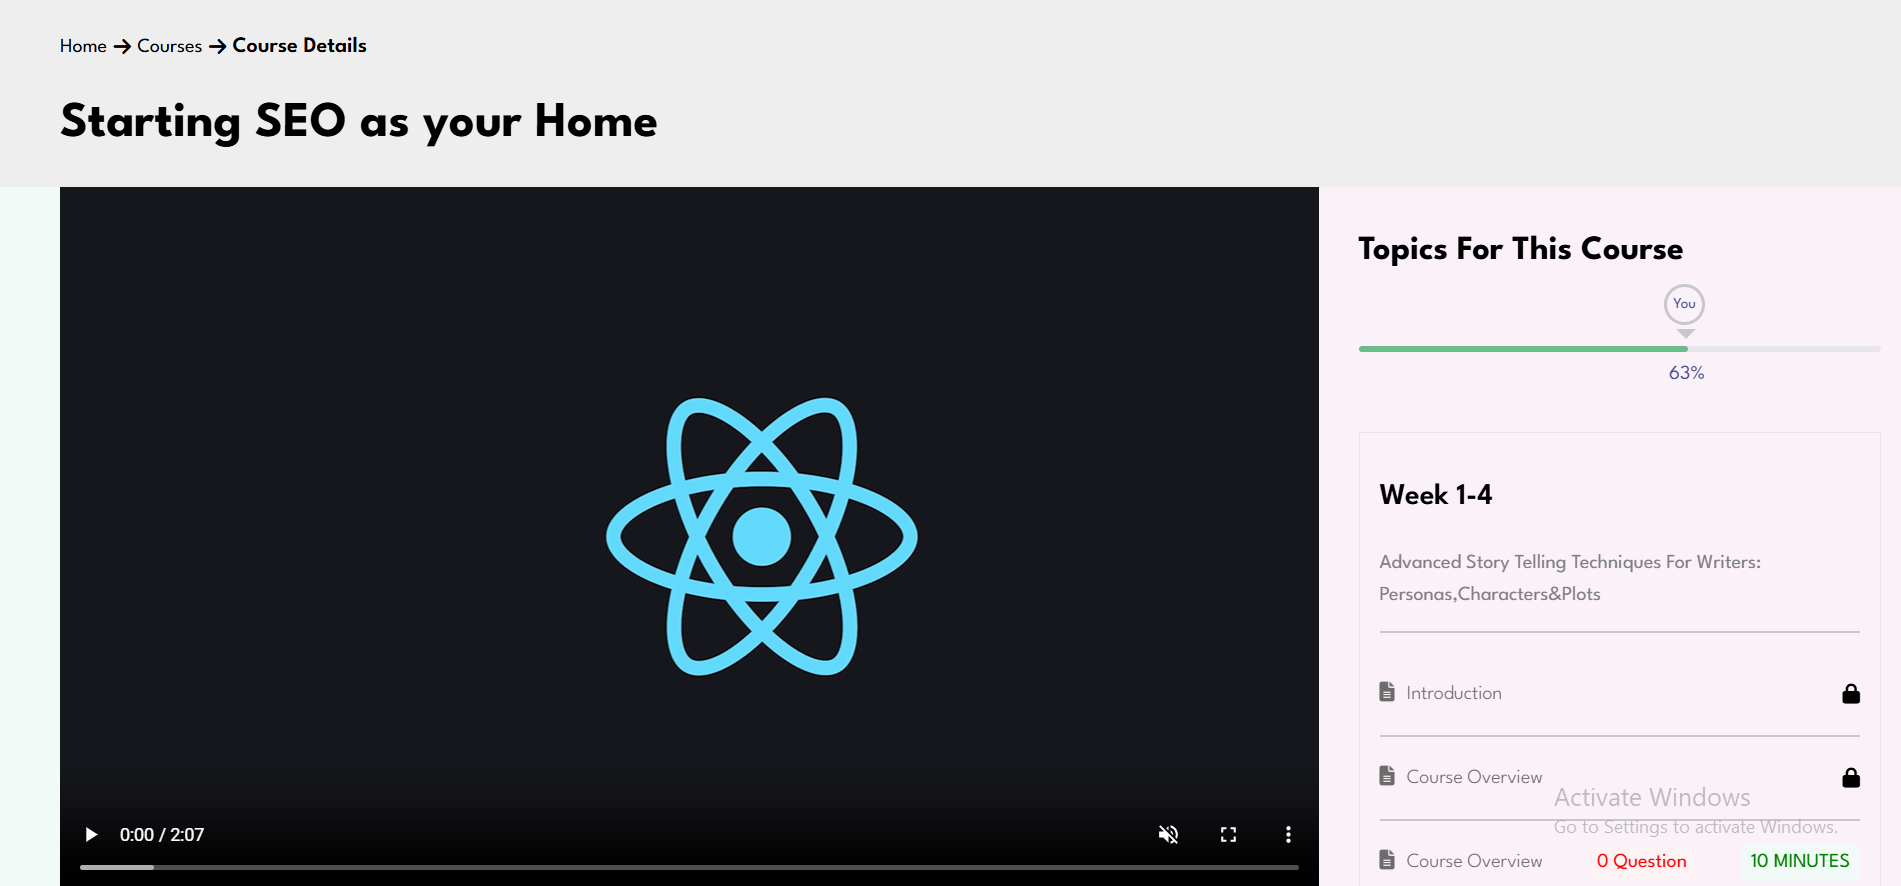 Home → Courses → Course Details
Starting SEO as your Home
Topics For This Course
You
63%
Week 1-4
Advanced Story Telling Techniques For Writers:
Personas,Characters&Plots
Introduction
Course Overview
Activate Windows
Go to Settings to activate Windows.
Course Overview 0 Question 10 MINUTES
0:00 / 2:07